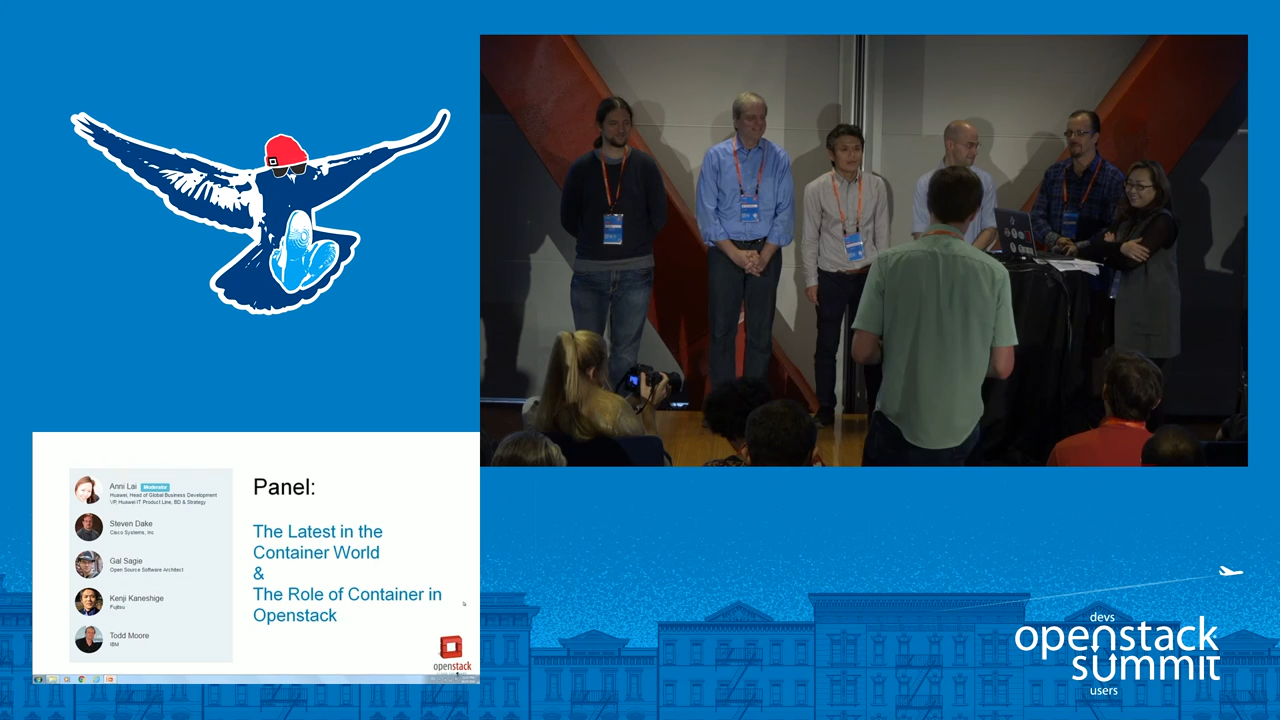 Anni Lai Moderator
Huawei, Head of Global Business Development
VP, Huawei IT Product Line, BD & Strategy
Steven Dake
Cisco Systems, Inc
Gal Sagie
Open Source Software Architect
Kenji Kaneshige
Fujitsu
Todd Moore
IBM
Panel:
The Latest in the
Container World
&
The Role of Container in
Openstack
openstack
devs
openstack
summit
users